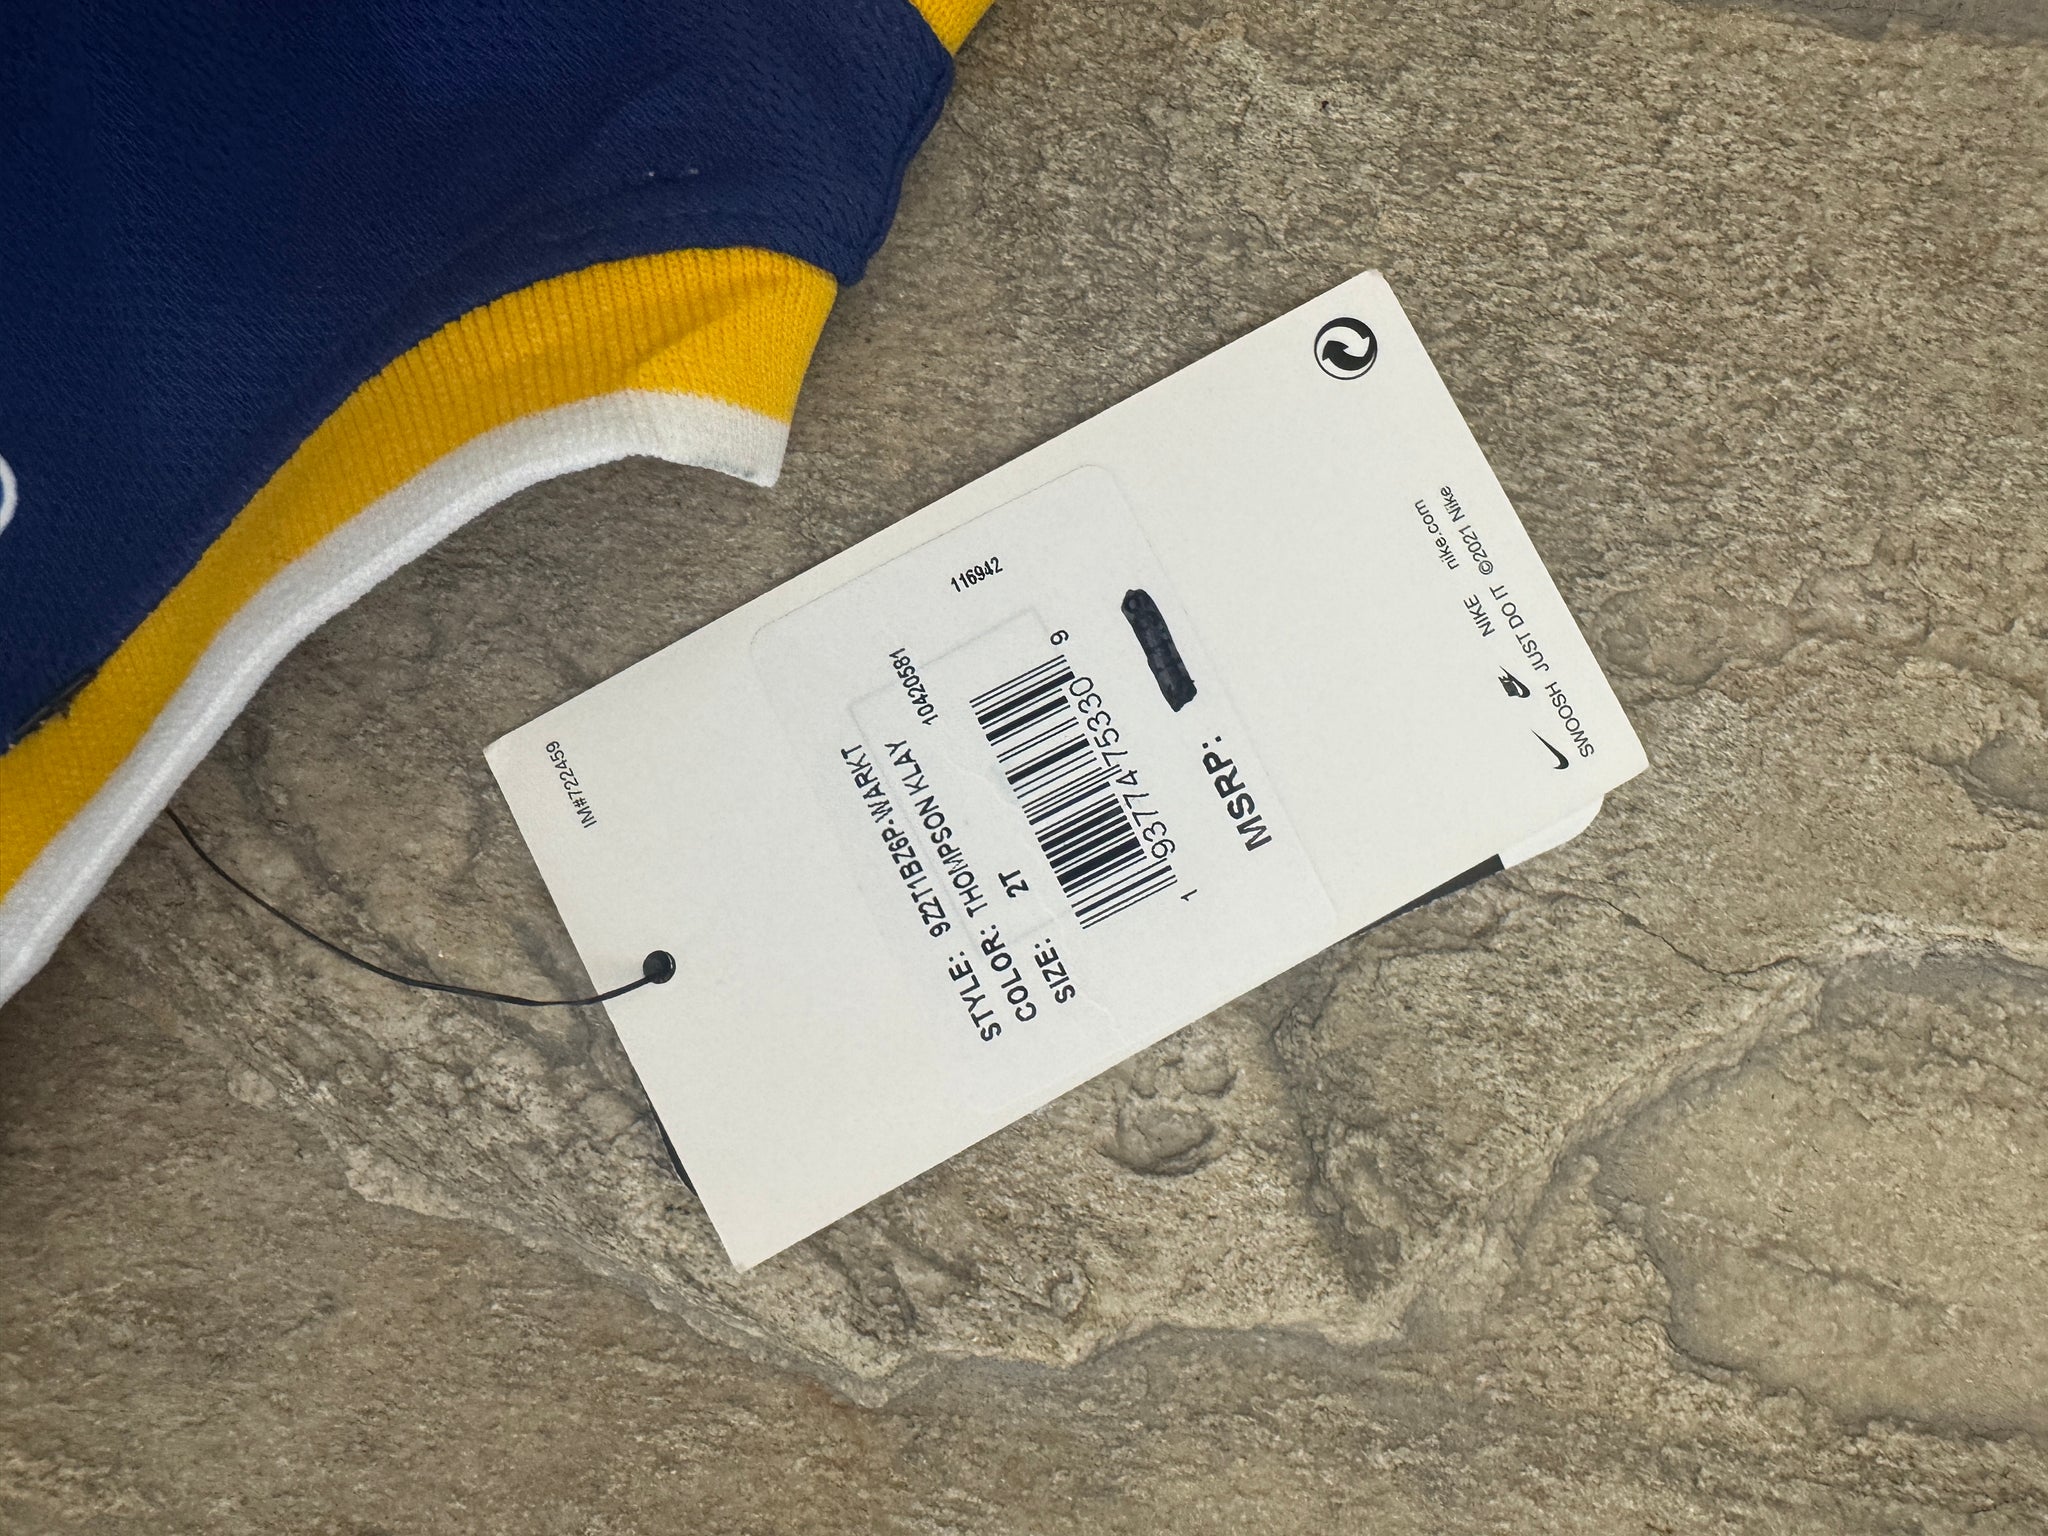 IM#7224459
STYLE: 9Z2T1BZ6P-WARKT
COLOR: THOMPSON KLAY 10420581
SIZE: 2T
116942
1 93774 75330 9
MSRP:
NIKE nike.com
SWOOSH JUST DO IT ©2021 Nike